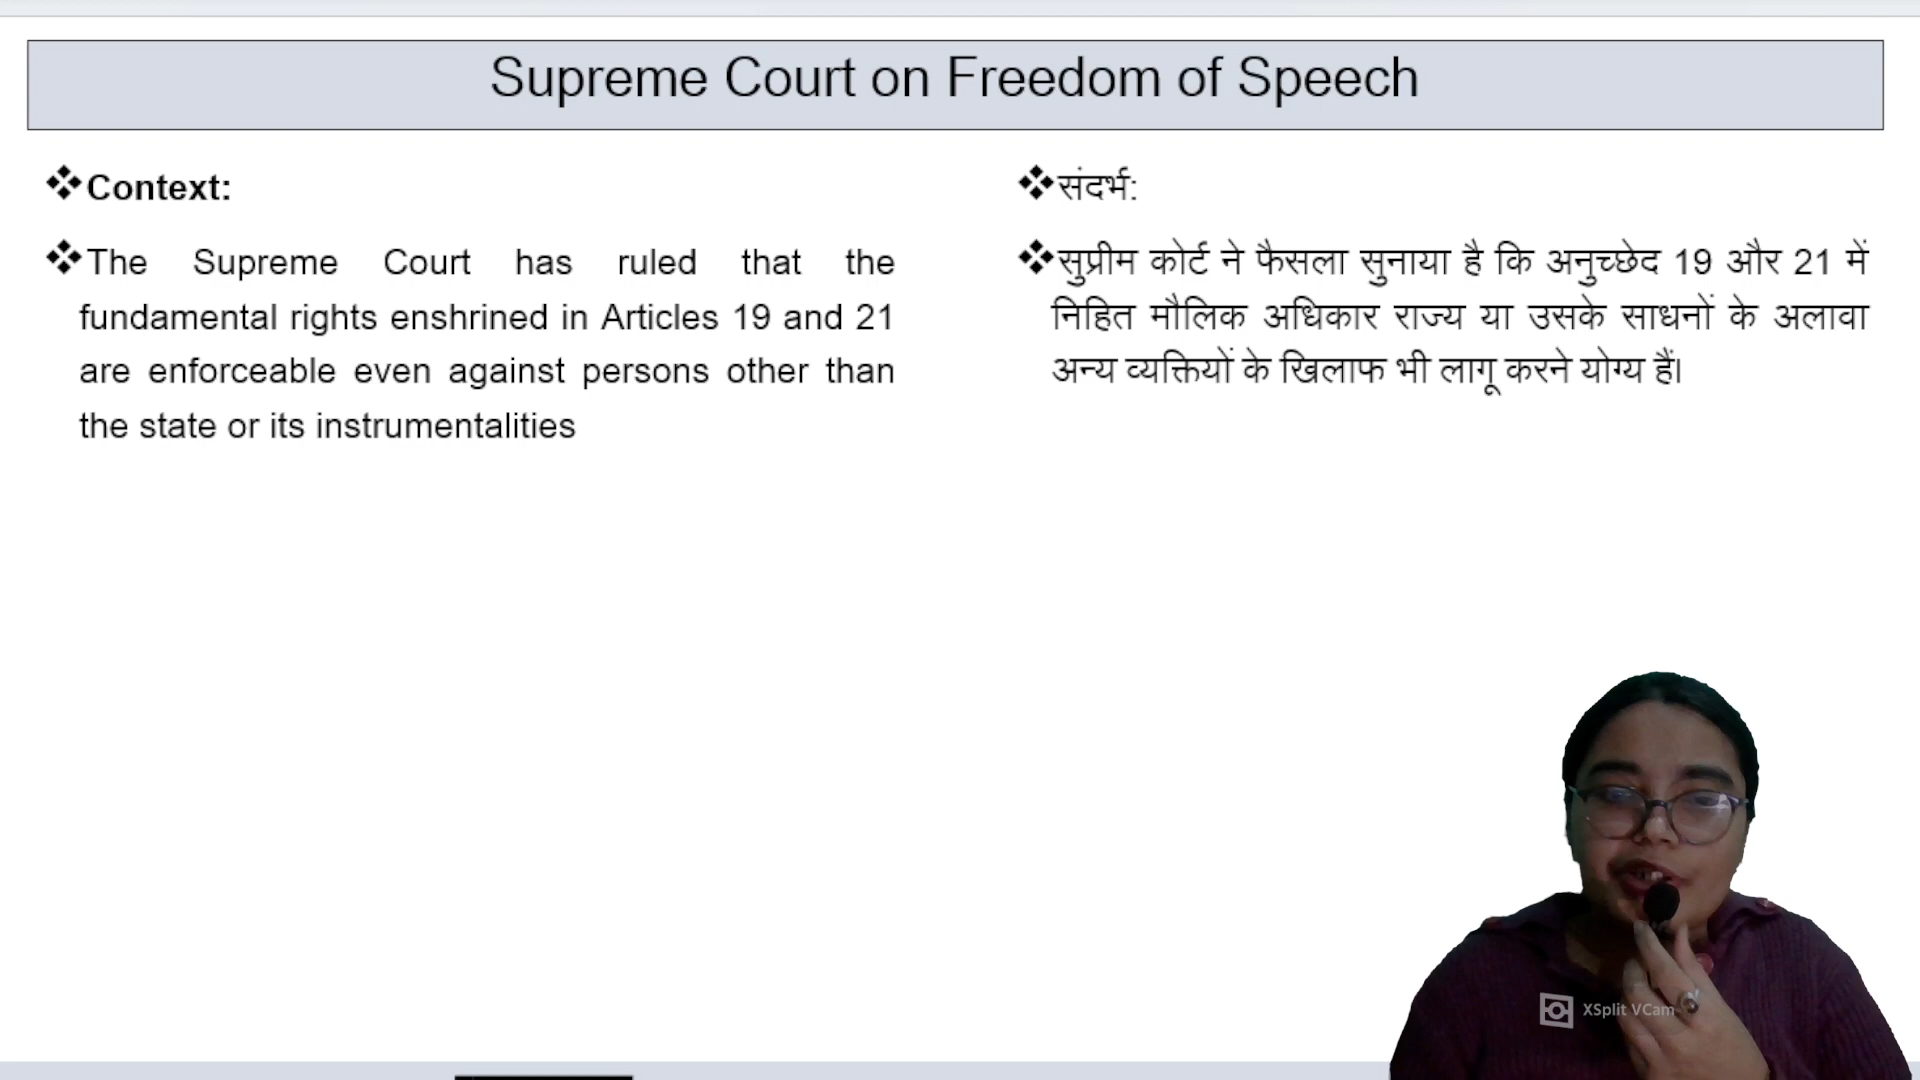 Supreme Court on Freedom of Speech
❖Context:
❖The Supreme Court has ruled that the
fundamental rights enshrined in Articles 19 and 21
are enforceable even against persons other than
the state or its instrumentalities
❖संदर्भ:
❖सुप्रीम कोर्ट ने फैसला सुनाया है कि अनुच्छेद 19 और 21 में
निहित मौलिक अधिकार राज्य या उसके साधनों के अलावा
अन्य व्यक्तियों के खिलाफ भी लागू करने योग्य हैं।
XSplit VCam